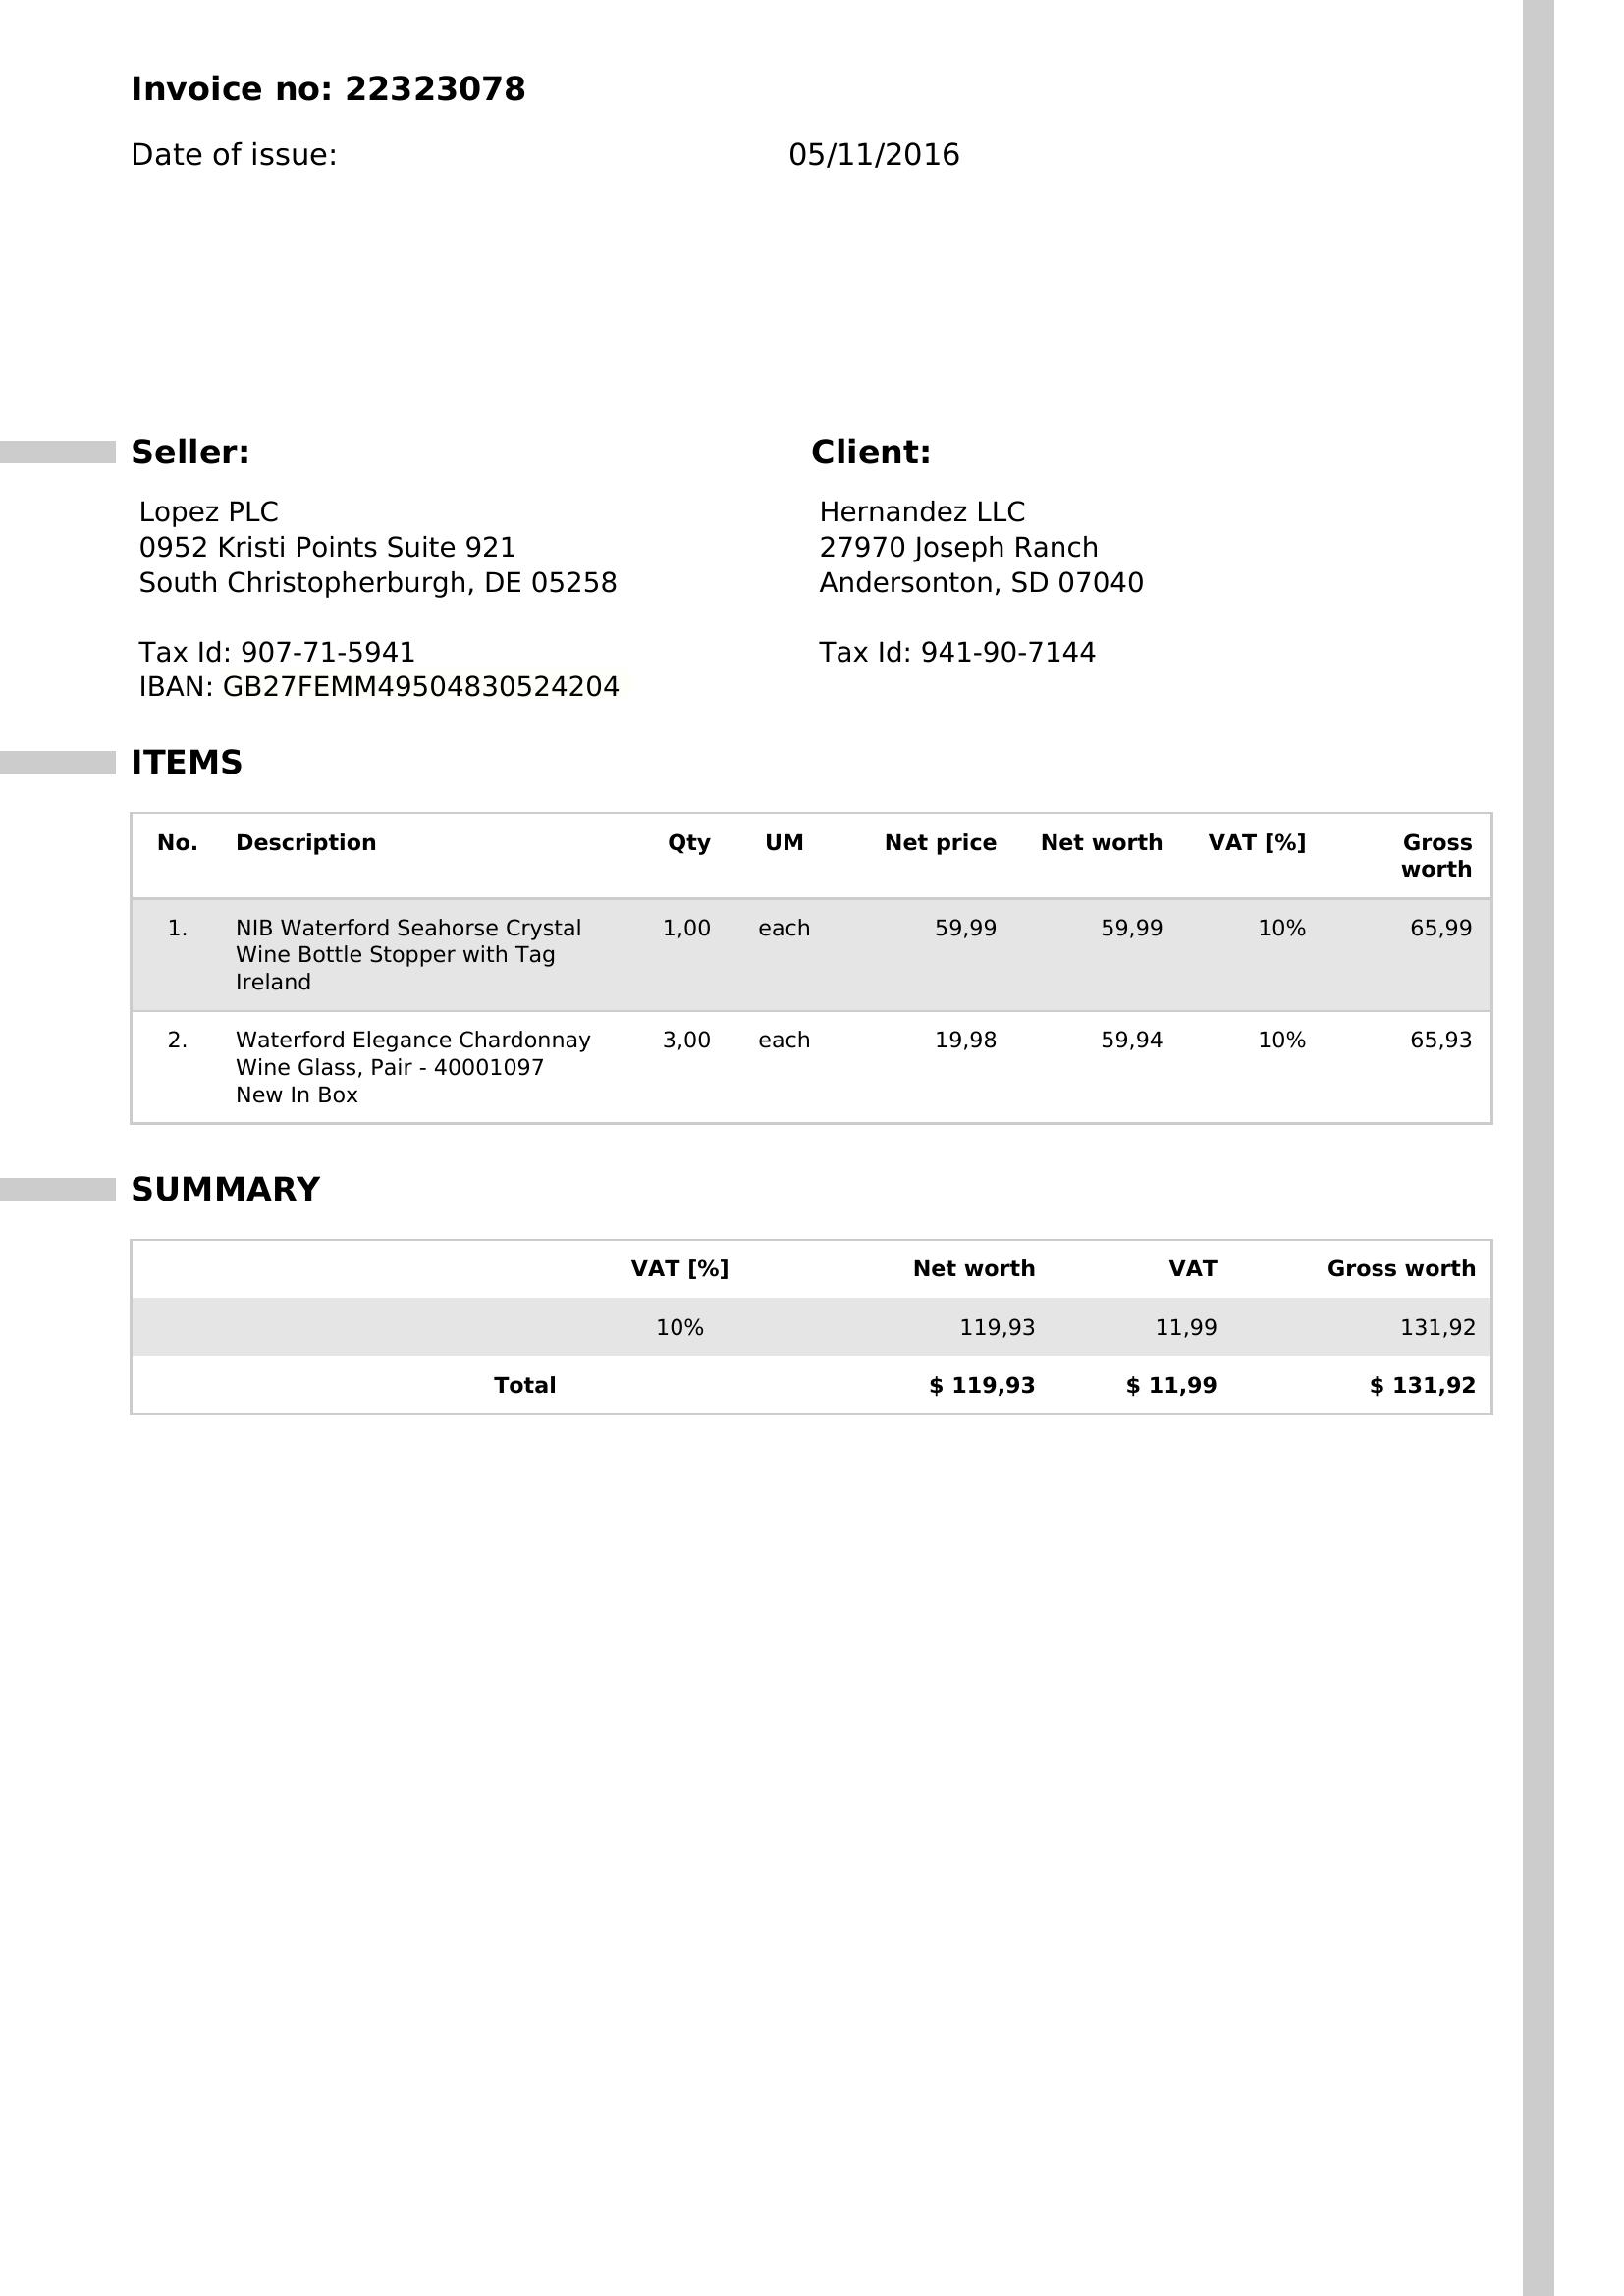 Invoice no: 22323078
Date of issue: 05/11/2016
Seller: Client:
Lopez PLC
0952 Kristi Points Suite 921
South Christopherburgh, DE 05258
Tax Id: 907-71-5941
IBAN: GB27FEMM49504830524204
Hernandez LLC
27970 Joseph Ranch
Andersonton, SD 07040
Tax Id: 941-90-7144
ITEMS
No. Description Qty UM Net price Net worth VAT [%] Gross
worth
1. NIB Waterford Seahorse Crystal 1,00 each 59,99 59,99 10% 65,99
Wine Bottle Stopper with Tag
Ireland
2. Waterford Elegance Chardonnay 3,00 each 19,98 59,94 10% 65,93
Wine Glass, Pair - 40001097
New In Box
SUMMARY
VAT [%] Net worth VAT Gross worth
10% 119,93 11,99 131,92
Total $ 119,93 $ 11,99 $ 131,92